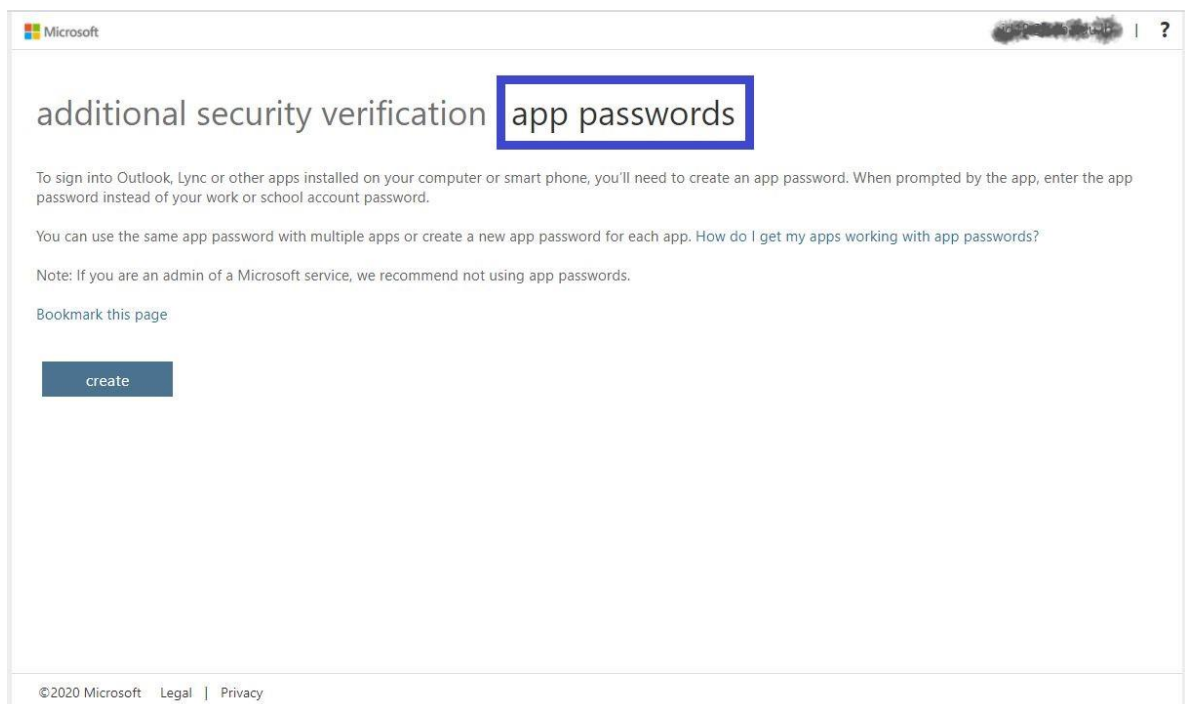 Microsoft
| ?
additional security verification app passwords
To sign into Outlook, Lync or other apps installed on your computer or smart phone, you'll need to create an app password. When prompted by the app, enter the app
password instead of your work or school account password.
You can use the same app password with multiple apps or create a new app password for each app. How do I get my apps working with app passwords?
Note: If you are an admin of a Microsoft service, we recommend not using app passwords.
Bookmark this page
create
©2020 Microsoft Legal | Privacy